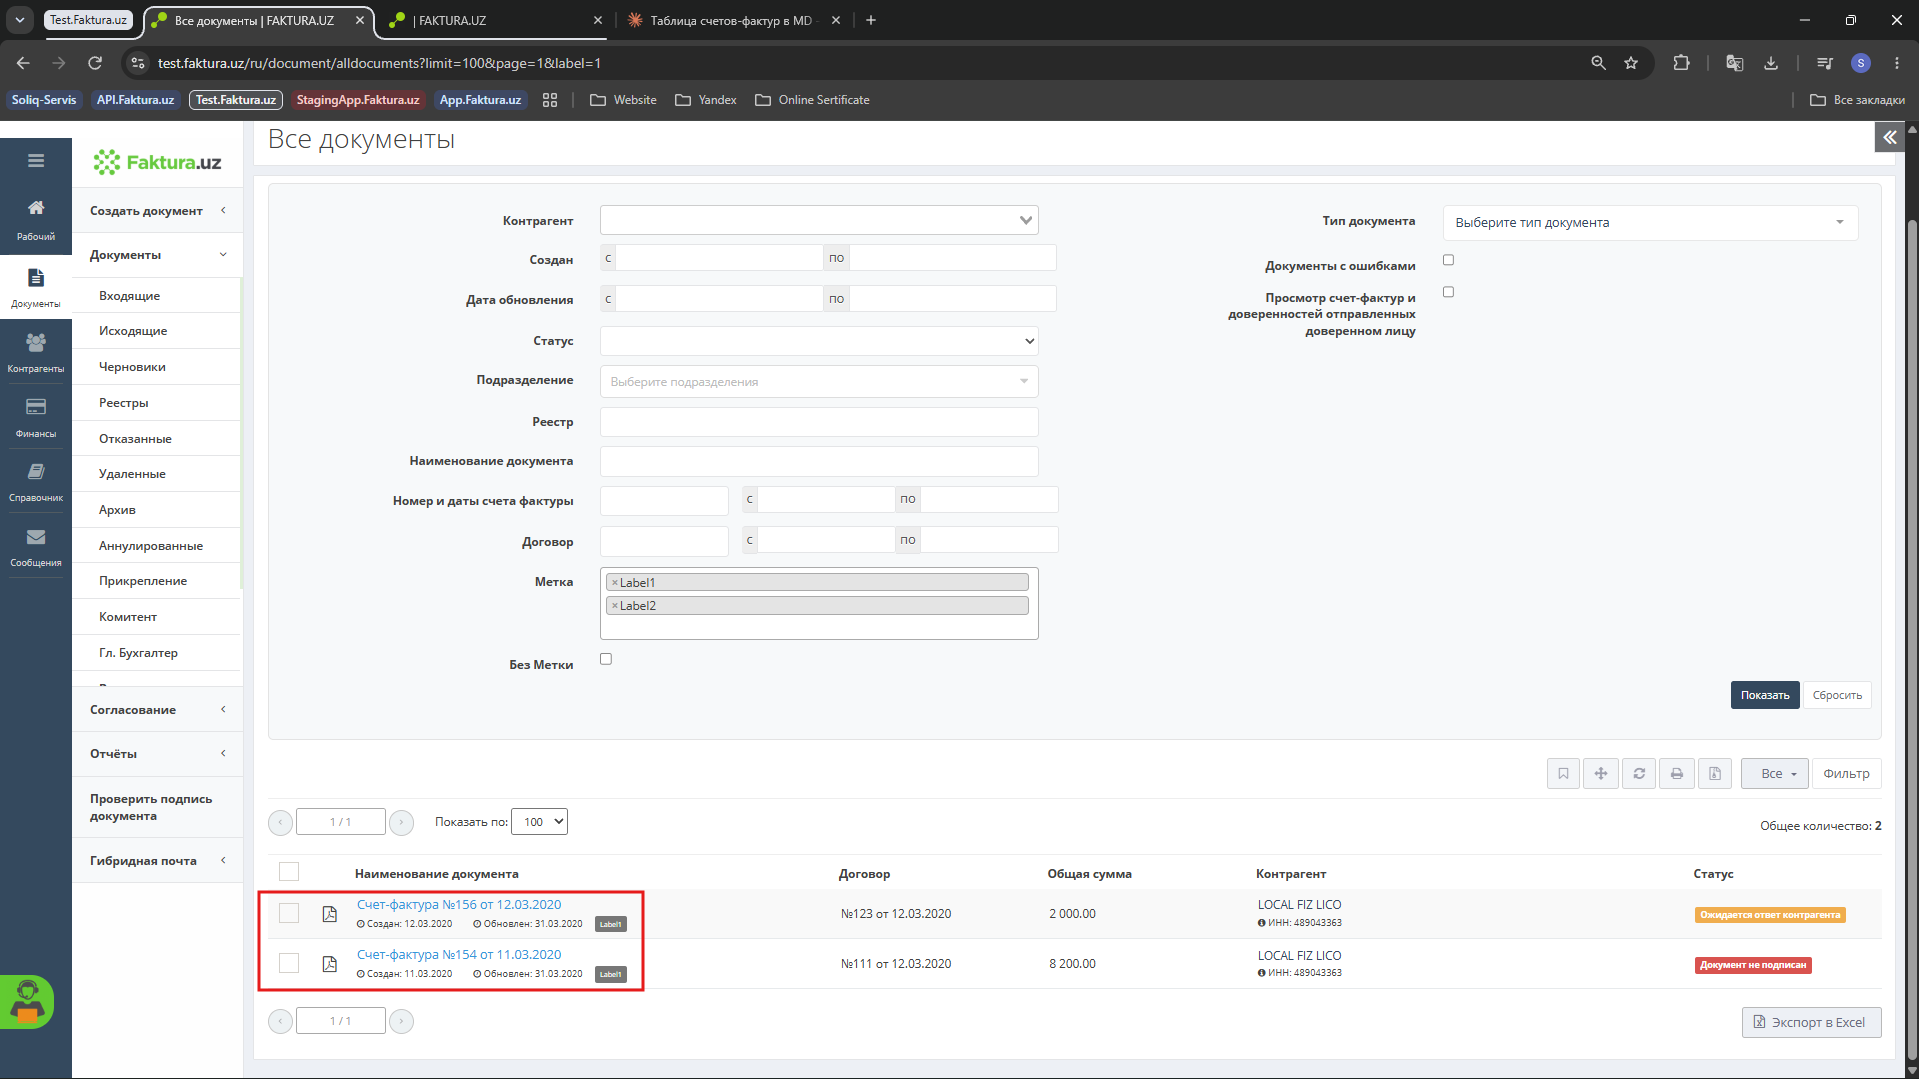 Test.Faktura.uz
Все документы | FAKTURA.UZ
| FAKTURA.UZ
Таблица счетов-фактур в MD
test.faktura.uz/ru/document/alldocuments?limit=100&page=1&label=1
S
Soliq-Servis
API.Faktura.uz
Test.Faktura.uz
StagingApp.Faktura.uz
App.Faktura.uz
Website
Yandex
Online Sertificate
Все закладки
Faktura.uz
Рабочий
Документы
Контрагенты
Финансы
Справочник
Сообщения
Создать документ
Документы
Входящие
Исходящие
Черновики
Реестры
Отказанные
Удаленные
Архив
Аннулированные
Прикрепление
Комитент
Гл. Бухгалтер
Согласование
Отчёты
Проверить подпись
документа
Гибридная почта
Все документы
Контрагент
Создан с по
Дата обновления с по
Статус
Подразделение Выберите подразделения
Реестр
Наименование документа
Номер и даты счета фактуры с по
Договор с по
Метка
×Label1
×Label2
Без Метки
Тип документа Выберите тип документа
Документы с ошибками
Просмотр счет-фактур и
доверенностей отправленных
доверенном лицу
Показать Сбросить
Все Фильтр
1 / 1 Показать по: 100
Общее количество: 2
Наименование документа Договор Общая сумма Контрагент Статус
Счет-фактура №156 от 12.03.2020
Создан: 12.03.2020 Обновлен: 31.03.2020 Label1
№123 от 12.03.2020
2 000.00
LOCAL FIZ LICO
ИНН: 489043363
Ожидается ответ контрагента
Счет-фактура №154 от 11.03.2020
Создан: 11.03.2020 Обновлен: 31.03.2020 Label1
№111 от 12.03.2020
8 200.00
LOCAL FIZ LICO
ИНН: 489043363
Документ не подписан
1 / 1
Экспорт в Excel